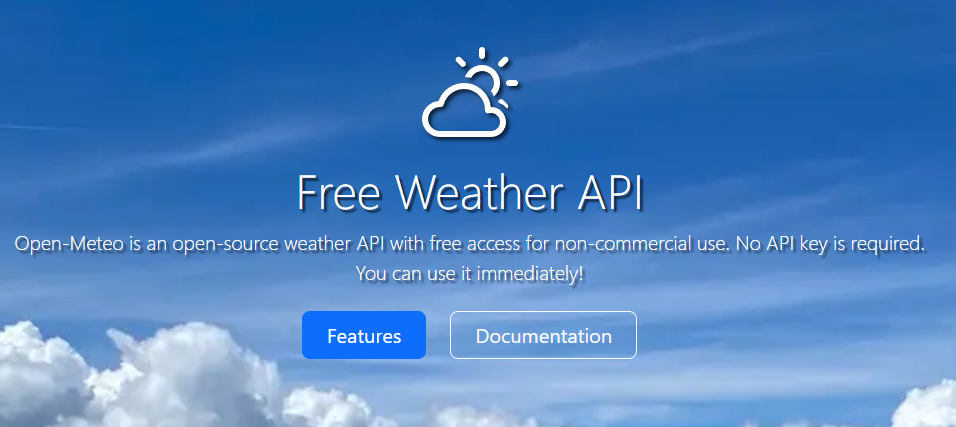 Free Weather API
Open-Meteo is an open-source weather API with free access for non-commercial use. No API key is required.
You can use it immediately!
Features
Documentation